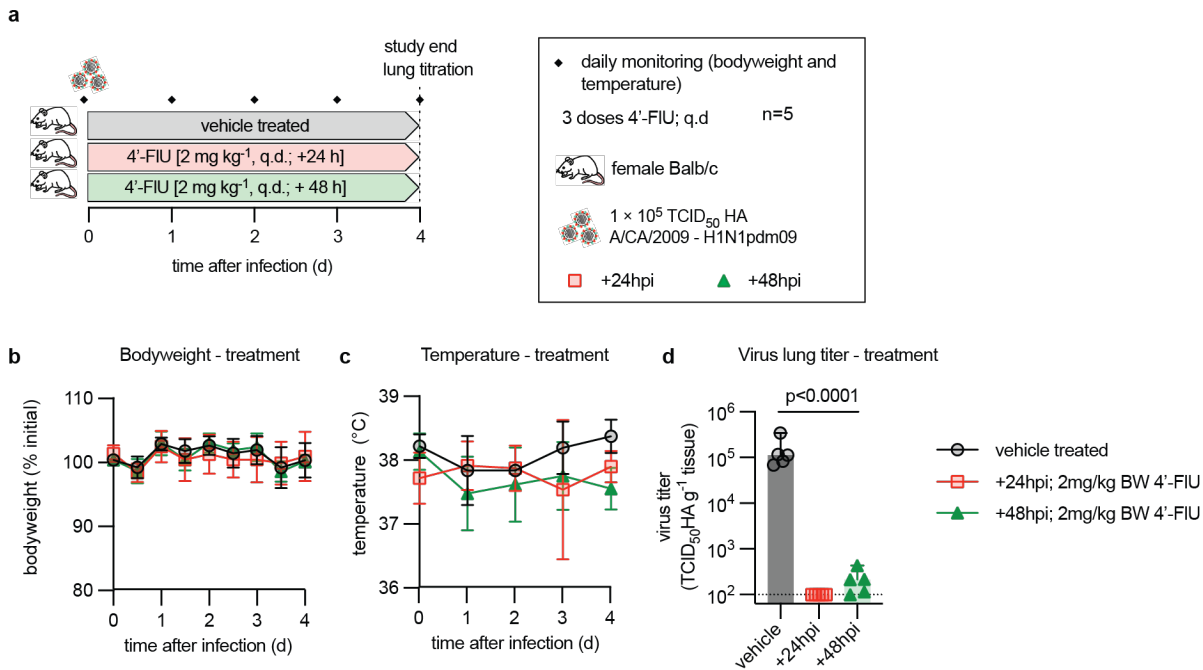 a
study end
lung titration
vehicle treated
4'-FlU [2 mg kg⁻¹, q.d.; +24 h]
4'-FlU [2 mg kg⁻¹, q.d.; + 48 h]
0 1 2 3 4
time after infection (d)
daily monitoring (bodyweight and
temperature)
3 doses 4'-FlU; q.d n=5
female Balb/c
1 × 10⁵ TCID₅₀ HA
A/CA/2009 - H1N1pdm09
+24hpi +48hpi
b Bodyweight - treatment
bodyweight (% initial)
110
100
90
80
0 1 2 3 4
time after infection (d)
c Temperature - treatment
temperature (°C)
39
38
37
36
0 1 2 3 4
time after infection (d)
d Virus lung titer - treatment
p<0.0001
virus titer
(TCID₅₀HA g⁻¹ tissue)
10⁶
10⁵
10⁴
10³
10²
vehicle
+24hpi
+48hpi
vehicle treated
+24hpi; 2mg/kg BW 4'-FlU
+48hpi; 2mg/kg BW 4'-FlU